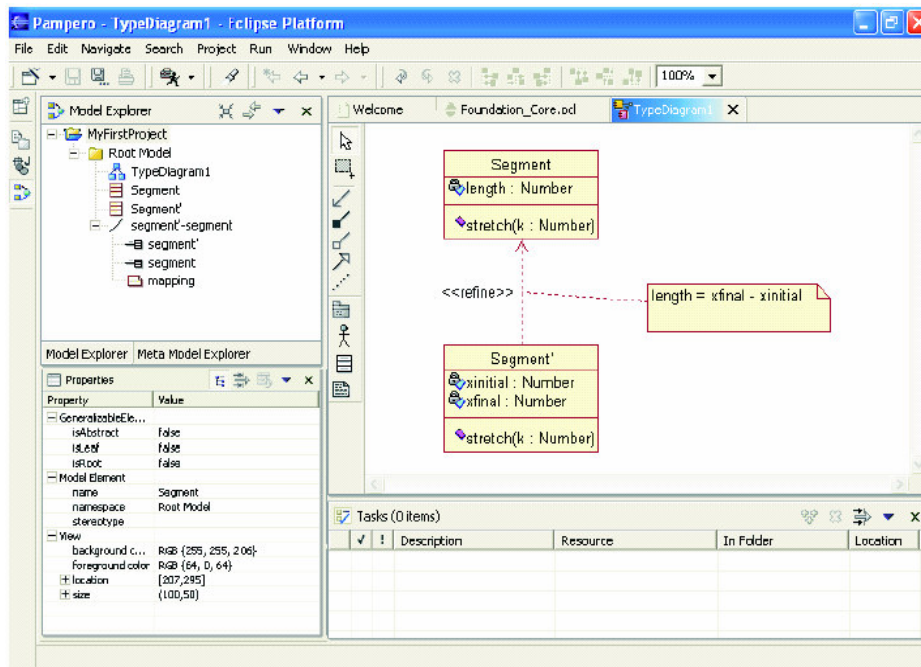 Pampero - TypeDiagram1 - Eclipse Platform
File Edit Navigate Search Project Run Window Help
100%
Model Explorer
MyFirstProject
Root Model
TypeDiagram1
Segment
Segment'
segment'-segment
segment'
segment
mapping
Model Explorer Meta Model Explorer
Properties
Property Value
GeneralizableEle...
isAbstract false
isLeaf false
isRoot false
Model Element
name Segment
namespace Root Model
stereotype
View
background c... RGB {255, 255, 206}
foreground color RGB {64, 0, 64}
location [207,295]
size (100,50)
Welcome Foundation_Core.ocl TypeDiagram1
Segment
length : Number
stretch(k : Number)
<<refine>>
length = xfinal - xinitial
Segment'
xinitial : Number
xfinal : Number
stretch(k : Number)
Tasks (0 items)
! Description Resource In Folder Location